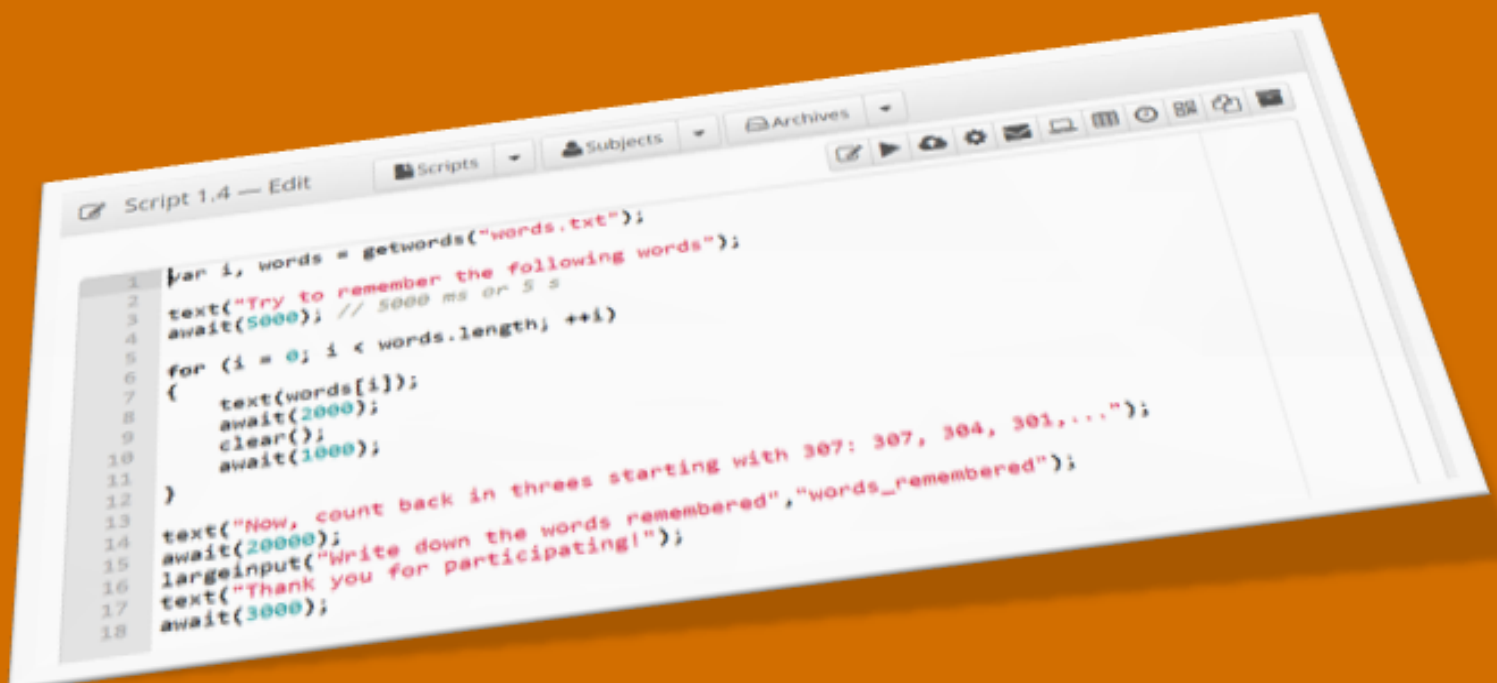 Script 1.4 — Edit Scripts Subjects Archives
1 var i, words = getwords("words.txt");
2
3 text("Try to remember the following words");
4 await(5000); // 5000 ms or 5 s
5
6 for (i = 0; i < words.length; ++i)
7 {
8 text(words[i]);
9 await(2000);
10 clear();
11 await(1000);
12 }
13
14 text("Now, count back in threes starting with 307: 307, 304, 301,...");
15 await(20000);
16 largeinput("Write down the words remembered","words_remembered");
17 text("Thank you for participating!");
18 await(3000);